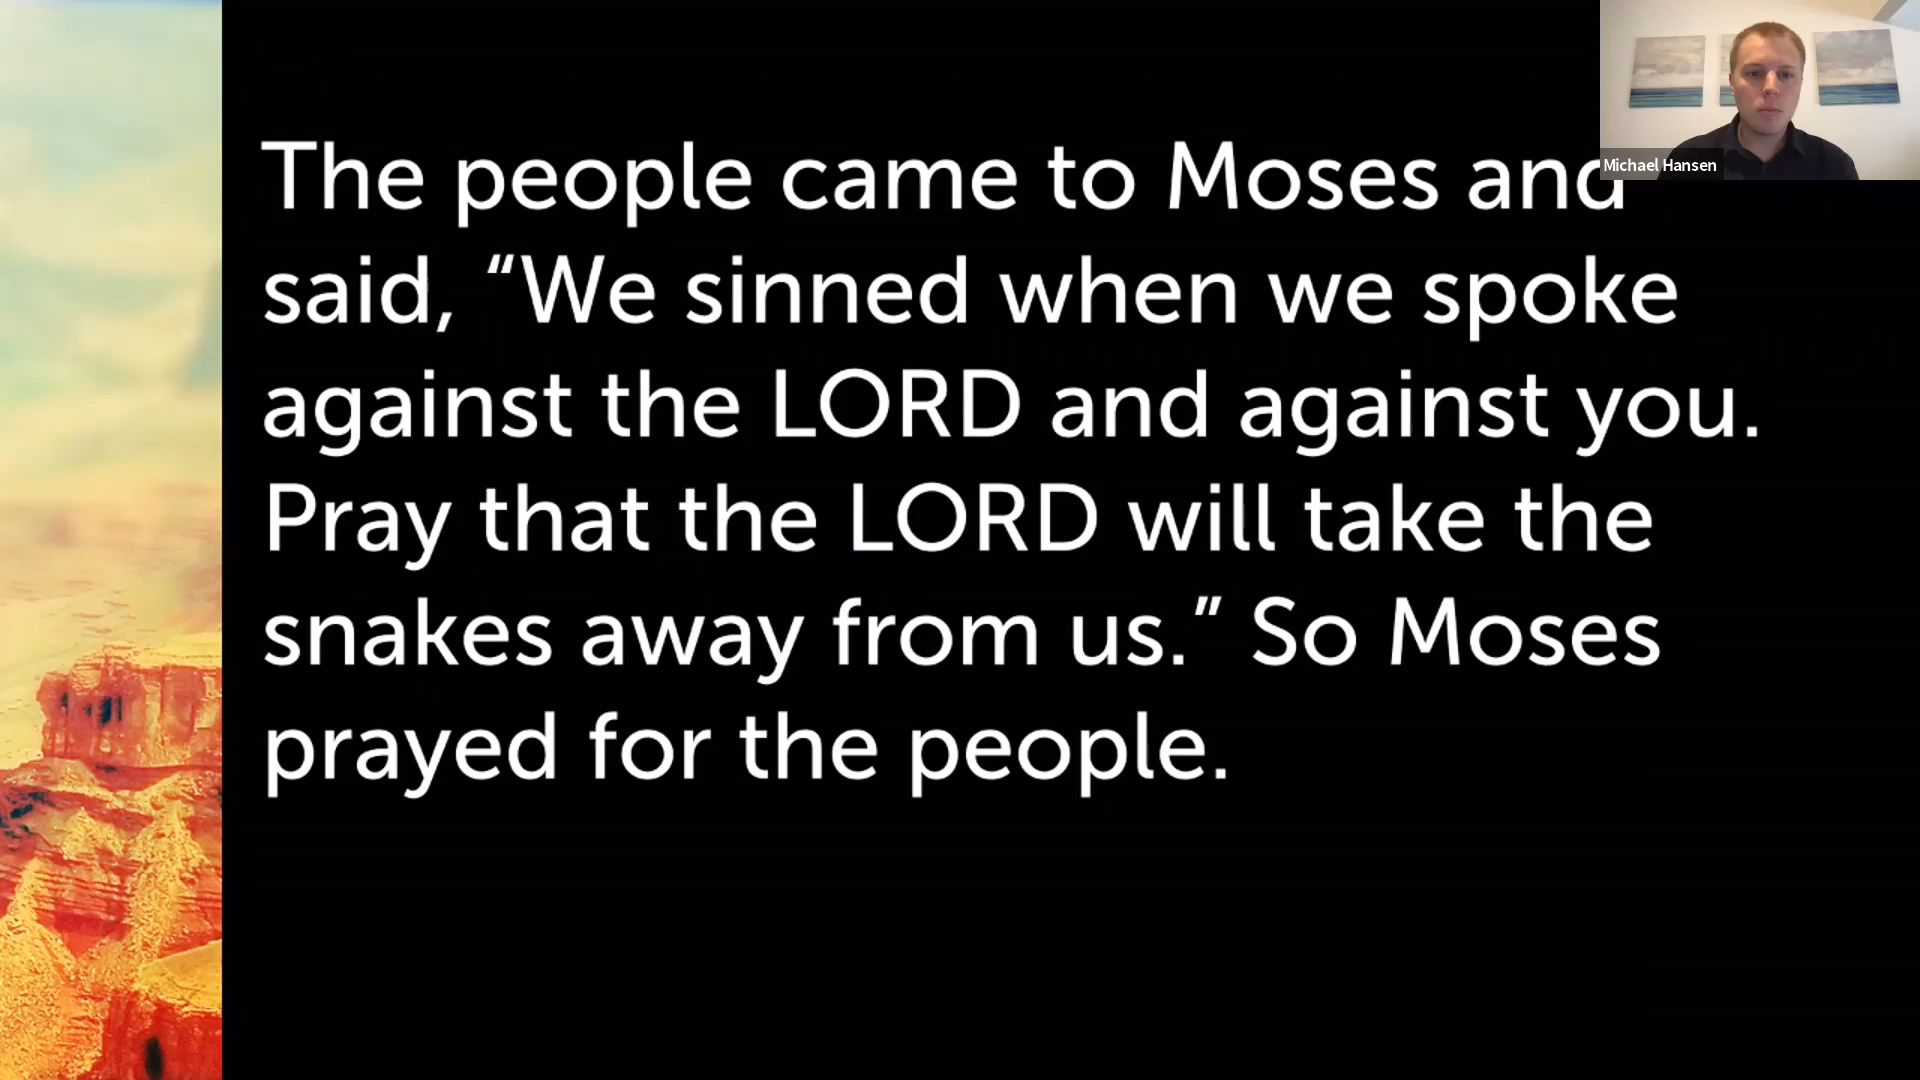 The people came to Moses and
said, “We sinned when we spoke
against the LORD and against you.
Pray that the LORD will take the
snakes away from us.” So Moses
prayed for the people.
Michael Hansen